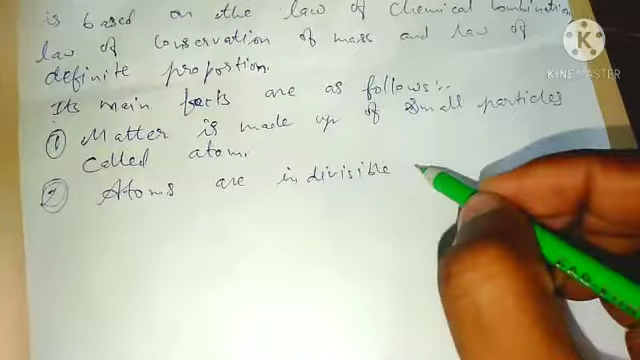 is based on the law of chemical combination
law of conservation of mass and law of
definite proportion.
Its main facts are as follows:-
① Matter is made up of small particles
called atom.
② Atoms are indivisible
K
KINEMASTER